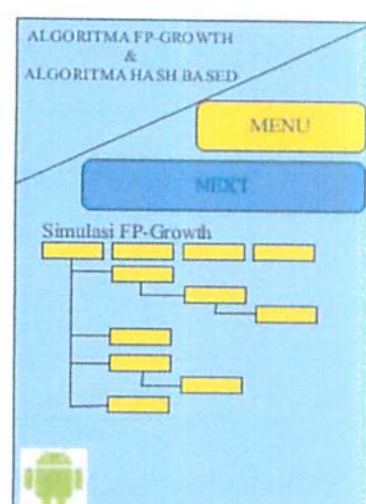 ALGORITMA FP-GROWTH
&
ALGORITMA HASH BASED
MENU
NEXT
Simulasi FP-Growth